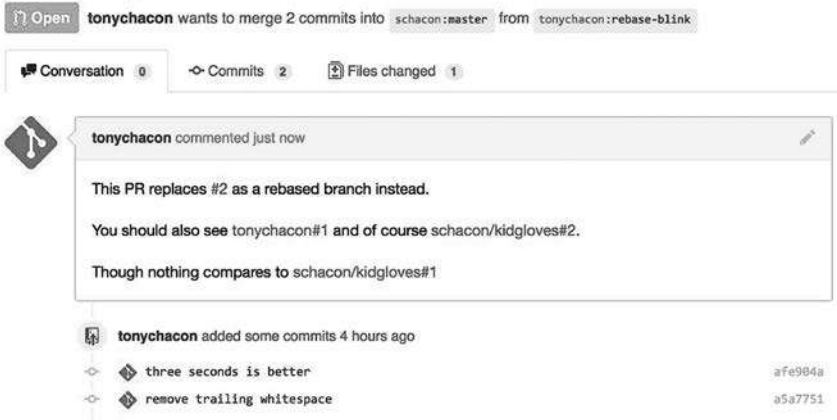 Open tonychacon wants to merge 2 commits into schacon:master from tonychacon:rebase-blink
Conversation 0 Commits 2 Files changed 1
tonychacon commented just now
This PR replaces #2 as a rebased branch instead.
You should also see tonychacon#1 and of course schacon/kidgloves#2.
Though nothing compares to schacon/kidgloves#1
tonychacon added some commits 4 hours ago
three seconds is better afe904a
remove trailing whitespace a5a7751